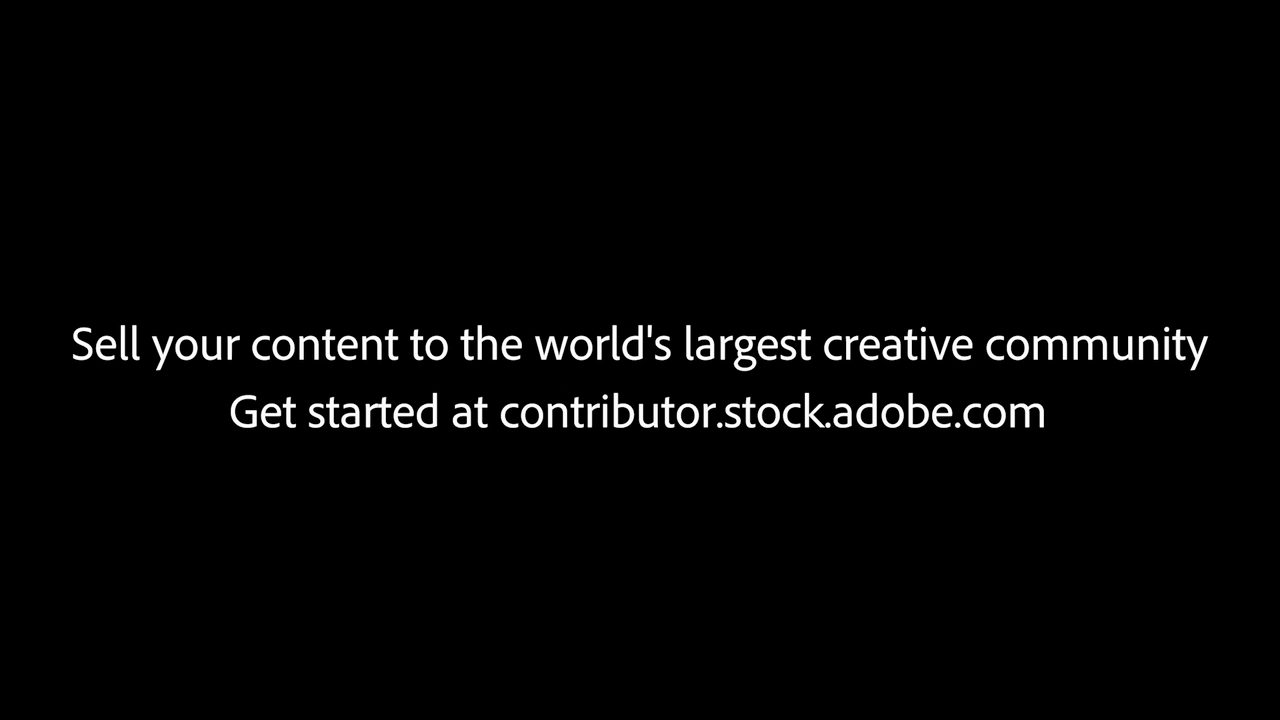 Sell your content to the world's largest creative community
Get started at contributor.stock.adobe.com